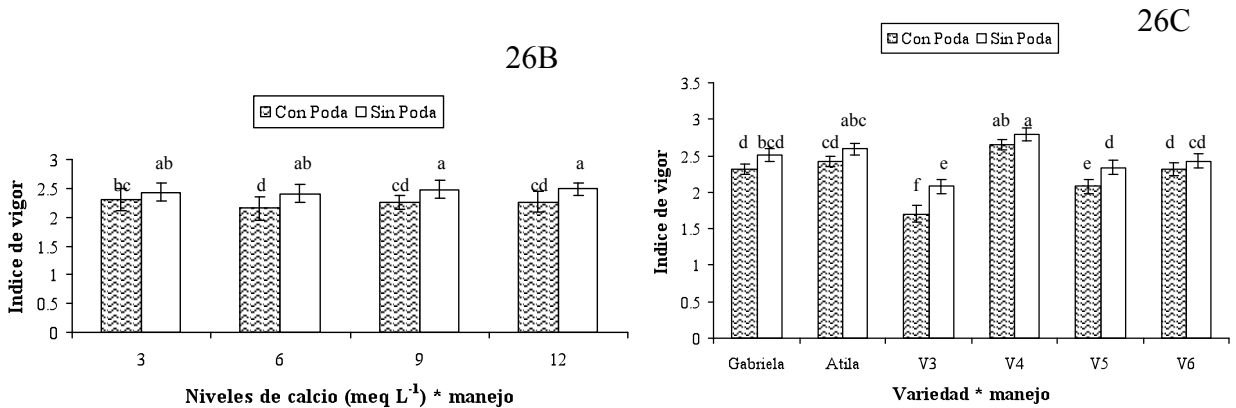 26B
Con Poda Sin Poda
Indice de vigor
3
2.5
2
1.5
1
0.5
0
bc ab d ab cd a cd a
3 6 9 12
Niveles de calcio (meq L-1) * manejo
26C
Con Poda Sin Poda
Indice de vigor
3.5
3
2.5
2
1.5
1
0.5
0
d bcd cd abc f e ab a e d d cd
Gabriela Atila V3 V4 V5 V6
Variedad * manejo